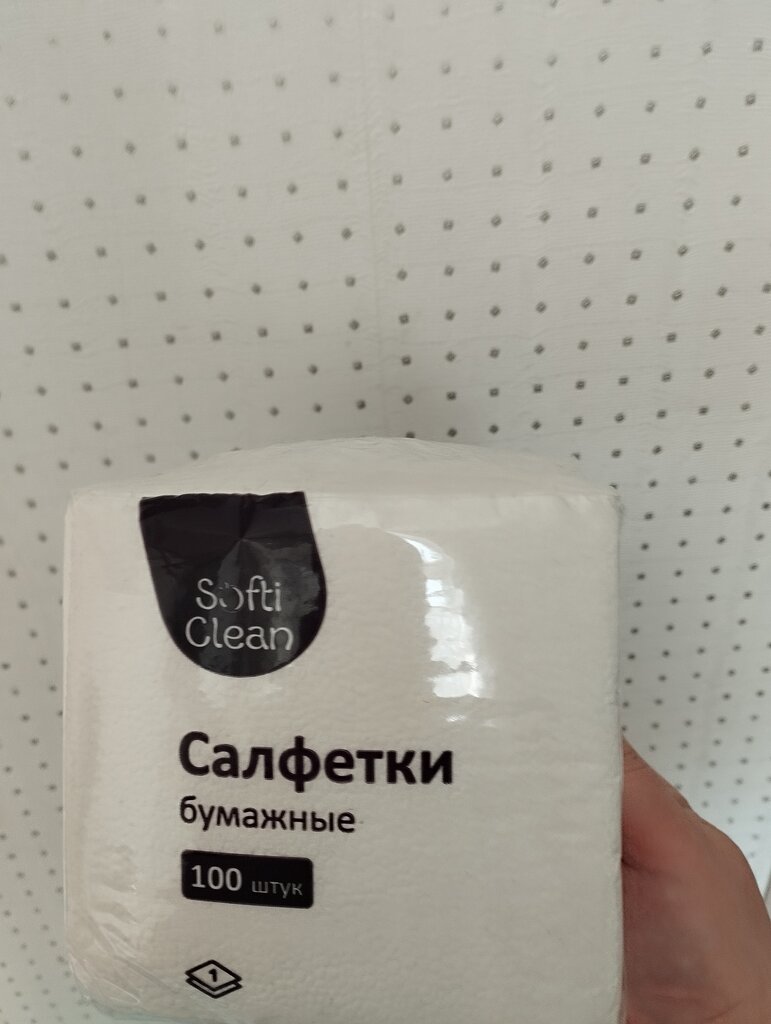 Softi
Clean
Салфетки
бумажные
100 штук
1